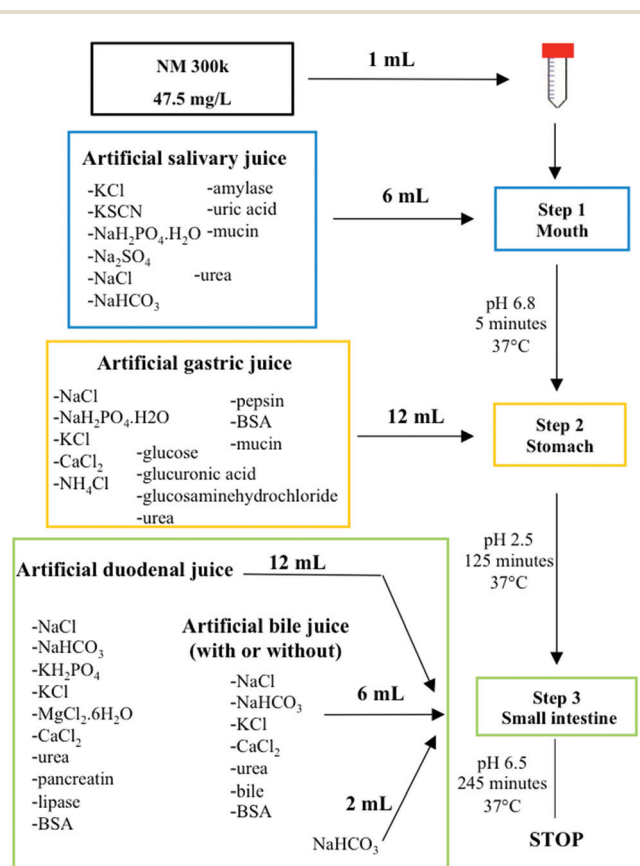 NM 300k
47.5 mg/L
1 mL
Artificial salivary juice
-KCl
-KSCN
-NaH₂PO₄.H₂O
-Na₂SO₄
-NaCl
-NaHCO₃
-amylase
-uric acid
-mucin
-urea
6 mL
Step 1
Mouth
pH 6.8
5 minutes
37°C
Artificial gastric juice
-NaCl
-NaH₂PO₄.H2O
-KCl
-CaCl₂
-NH₄Cl
-glucose
-glucuronic acid
-glucosaminehydrochloride
-urea
-pepsin
-BSA
-mucin
12 mL
Step 2
Stomach
pH 2.5
125 minutes
37°C
Artificial duodenal juice
12 mL
-NaCl
-NaHCO₃
-KH₂PO₄
-KCl
-MgCl₂.6H₂O
-CaCl₂
-urea
-pancreatin
-lipase
-BSA
Artificial bile juice
(with or without)
-NaCl
-NaHCO₃
-KCl
-CaCl₂
-urea
-bile
-BSA
6 mL
2 mL
NaHCO₃
Step 3
Small intestine
pH 6.5
245 minutes
37°C
STOP